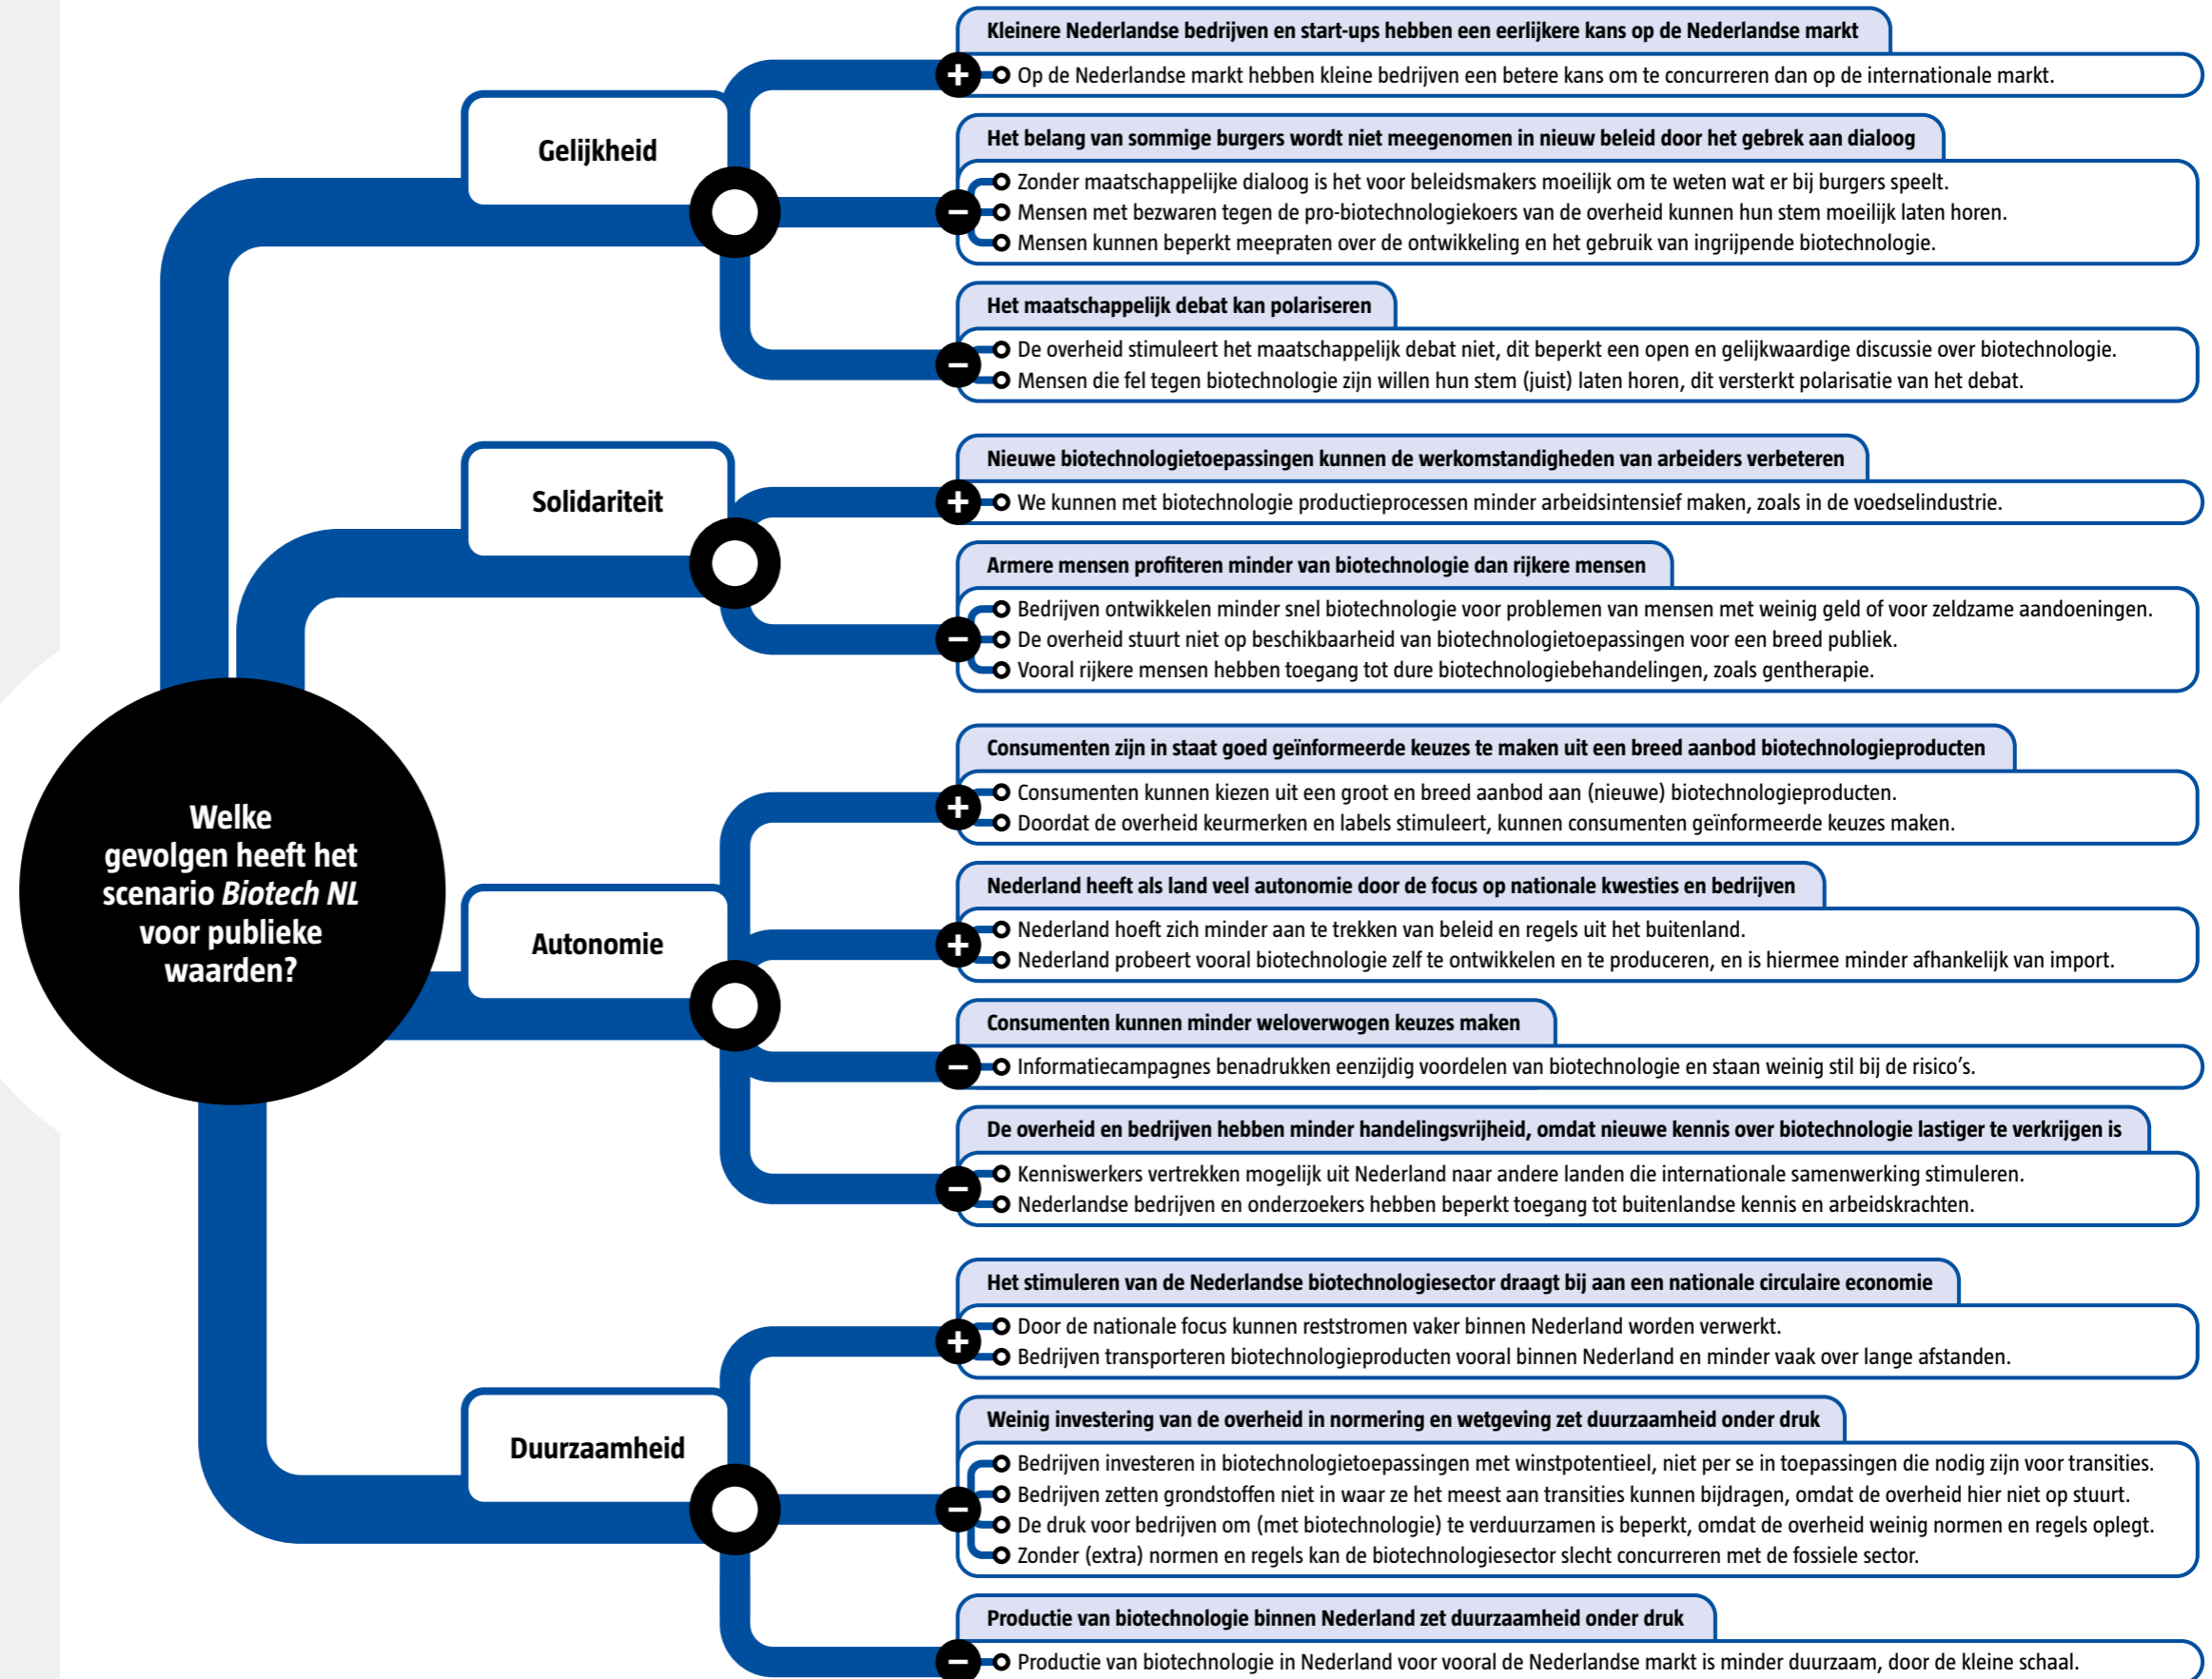 Welke
gevolgen heeft het
scenario Biotech NL
voor publieke
waarden?
Gelijkheid
Kleinere Nederlandse bedrijven en start-ups hebben een eerlijkere kans op de Nederlandse markt
+
Op de Nederlandse markt hebben kleine bedrijven een betere kans om te concurreren dan op de internationale markt.
Het belang van sommige burgers wordt niet meegenomen in nieuw beleid door het gebrek aan dialoog
−
Zonder maatschappelijke dialoog is het voor beleidsmakers moeilijk om te weten wat er bij burgers speelt.
Mensen met bezwaren tegen de pro-biotechnologiekoers van de overheid kunnen hun stem moeilijk laten horen.
Mensen kunnen beperkt meepraten over de ontwikkeling en het gebruik van ingrijpende biotechnologie.
Het maatschappelijk debat kan polariseren
−
De overheid stimuleert het maatschappelijk debat niet, dit beperkt een open en gelijkwaardige discussie over biotechnologie.
Mensen die fel tegen biotechnologie zijn willen hun stem (juist) laten horen, dit versterkt polarisatie van het debat.
Solidariteit
Nieuwe biotechnologietoepassingen kunnen de werkomstandigheden van arbeiders verbeteren
+
We kunnen met biotechnologie productieprocessen minder arbeidsintensief maken, zoals in de voedselindustrie.
Armere mensen profiteren minder van biotechnologie dan rijkere mensen
−
Bedrijven ontwikkelen minder snel biotechnologie voor problemen van mensen met weinig geld of voor zeldzame aandoeningen.
De overheid stuurt niet op beschikbaarheid van biotechnologietoepassingen voor een breed publiek.
Vooral rijkere mensen hebben toegang tot dure biotechnologiebehandelingen, zoals gentherapie.
Autonomie
Consumenten zijn in staat goed geïnformeerde keuzes te maken uit een breed aanbod biotechnologieproducten
+
Consumenten kunnen kiezen uit een groot en breed aanbod aan (nieuwe) biotechnologieproducten.
Doordat de overheid keurmerken en labels stimuleert, kunnen consumenten geïnformeerde keuzes maken.
Nederland heeft als land veel autonomie door de focus op nationale kwesties en bedrijven
+
Nederland hoeft zich minder aan te trekken van beleid en regels uit het buitenland.
Nederland probeert vooral biotechnologie zelf te ontwikkelen en te produceren, en is hiermee minder afhankelijk van import.
Consumenten kunnen minder weloverwogen keuzes maken
−
Informatiecampagnes benadrukken eenzijdig voordelen van biotechnologie en staan weinig stil bij de risico's.
De overheid en bedrijven hebben minder handelingsvrijheid, omdat nieuwe kennis over biotechnologie lastiger te verkrijgen is
−
Kenniswerkers vertrekken mogelijk uit Nederland naar andere landen die internationale samenwerking stimuleren.
Nederlandse bedrijven en onderzoekers hebben beperkt toegang tot buitenlandse kennis en arbeidskrachten.
Duurzaamheid
Het stimuleren van de Nederlandse biotechnologiesector draagt bij aan een nationale circulaire economie
+
Door de nationale focus kunnen reststromen vaker binnen Nederland worden verwerkt.
Bedrijven transporteren biotechnologieproducten vooral binnen Nederland en minder vaak over lange afstanden.
Weinig investering van de overheid in normering en wetgeving zet duurzaamheid onder druk
−
Bedrijven investeren in biotechnologietoepassingen met winstpotentieel, niet per se in toepassingen die nodig zijn voor transities.
Bedrijven zetten grondstoffen niet in waar ze het meest aan transities kunnen bijdragen, omdat de overheid hier niet op stuurt.
De druk voor bedrijven om (met biotechnologie) te verduurzamen is beperkt, omdat de overheid weinig normen en regels oplegt.
Zonder (extra) normen en regels kan de biotechnologiesector slecht concurreren met de fossiele sector.
Productie van biotechnologie binnen Nederland zet duurzaamheid onder druk
−
Productie van biotechnologie in Nederland voor vooral de Nederlandse markt is minder duurzaam, door de kleine schaal.